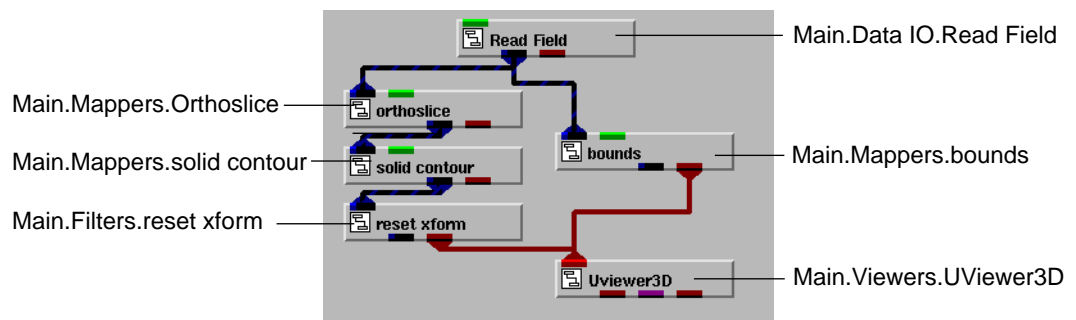 Read Field
Main.Data IO.Read Field
Main.Mappers.Orthoslice
orthoslice
Main.Mappers.solid contour
solid contour
bounds
Main.Mappers.bounds
Main.Filters.reset xform
reset xform
Uviewer3D
Main.Viewers.UViewer3D